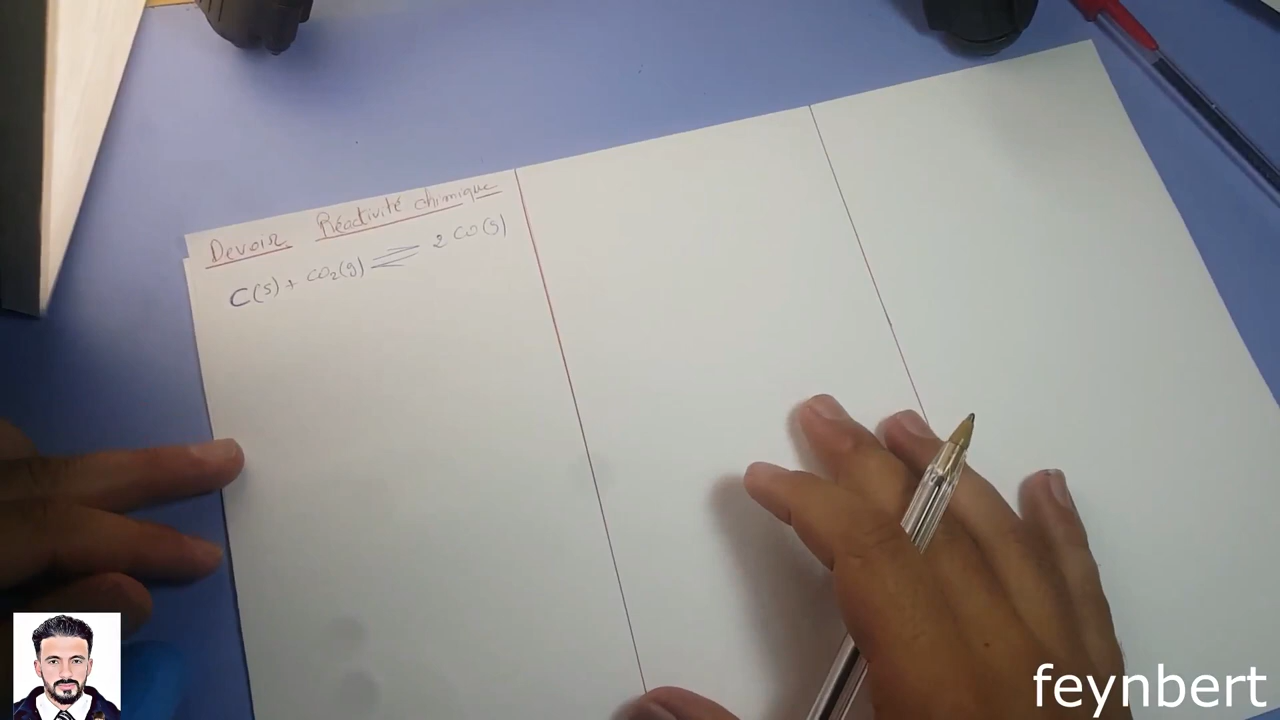 Devoir Réactivité chimique
C(s) + CO₂(g) ⇌ 2 CO(g)
feynbert